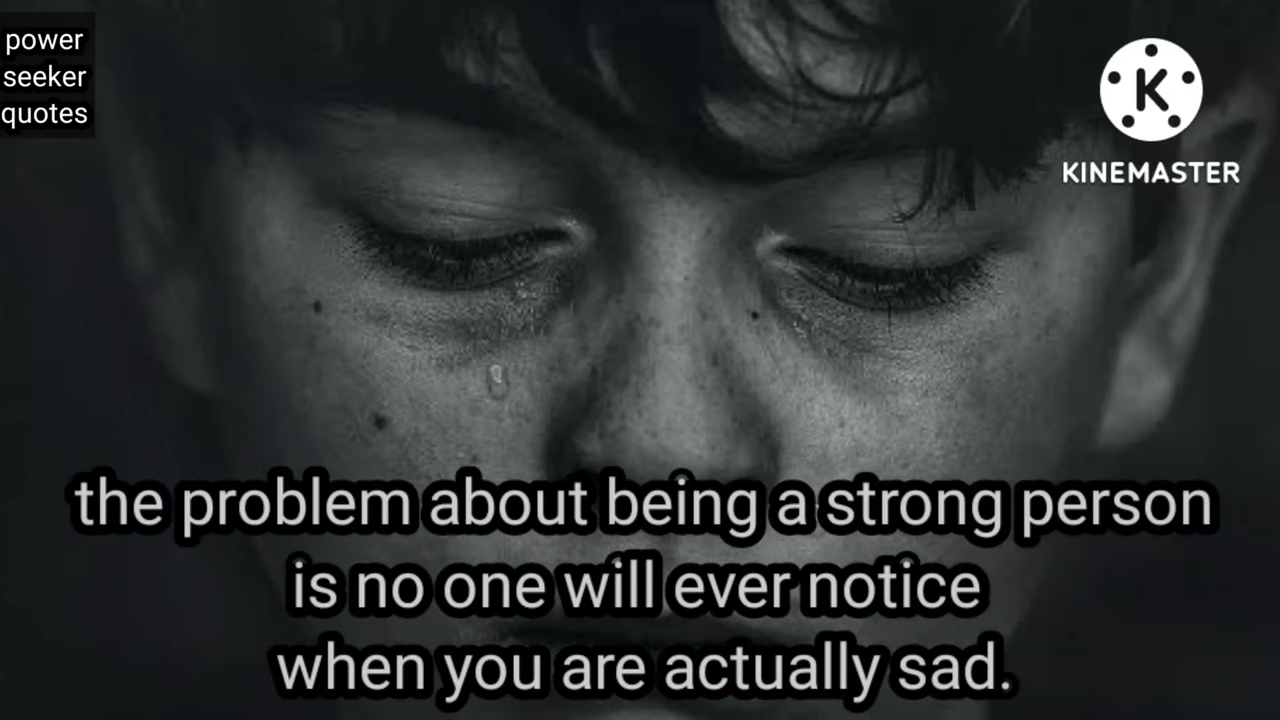 power
seeker
quotes
K
KINEMASTER
the problem about being a strong person
is no one will ever notice
when you are actually sad.